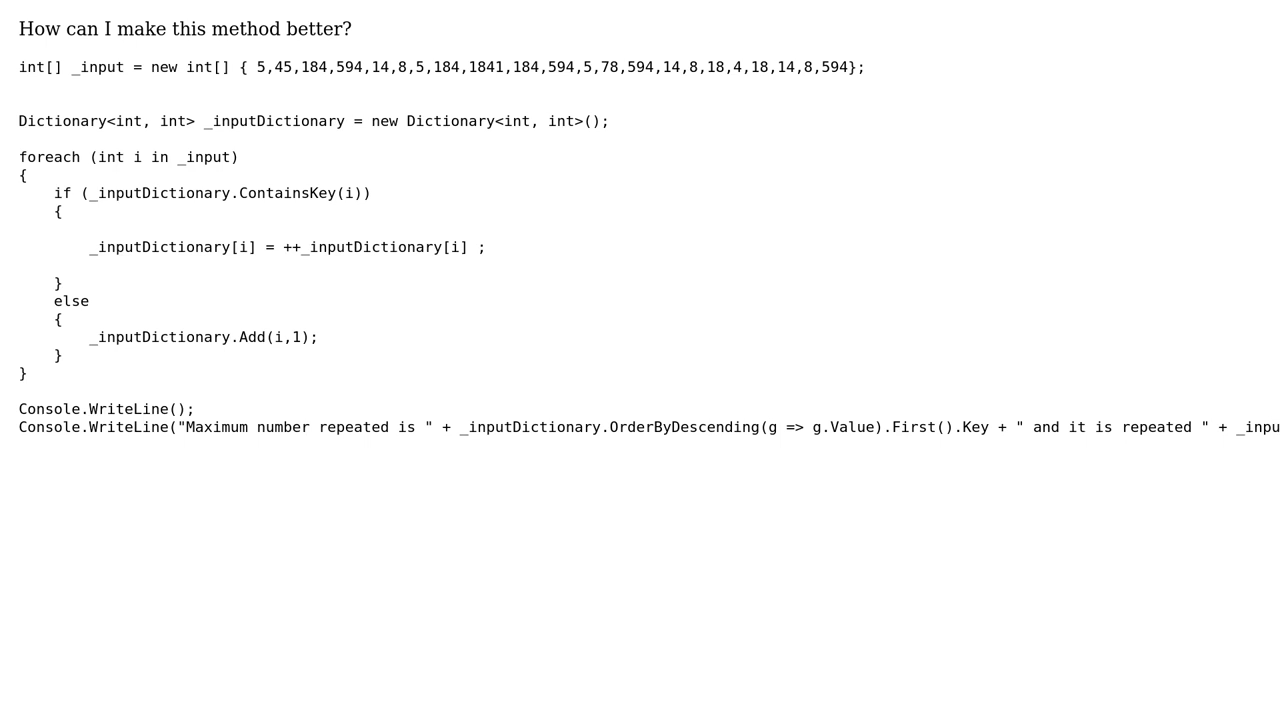 How can I make this method better?
int[] _input = new int[] { 5,45,184,594,14,8,5,184,1841,184,594,5,78,594,14,8,18,4,18,14,8,594};
Dictionary<int, int> _inputDictionary = new Dictionary<int, int>();
foreach (int i in _input)
{
    if (_inputDictionary.ContainsKey(i))
    {
        _inputDictionary[i] = ++_inputDictionary[i] ;
    }
    else
    {
        _inputDictionary.Add(i,1);
    }
}
Console.WriteLine();
Console.WriteLine("Maximum number repeated is " + _inputDictionary.OrderByDescending(g => g.Value).First().Key + " and it is repeated " + _inpu